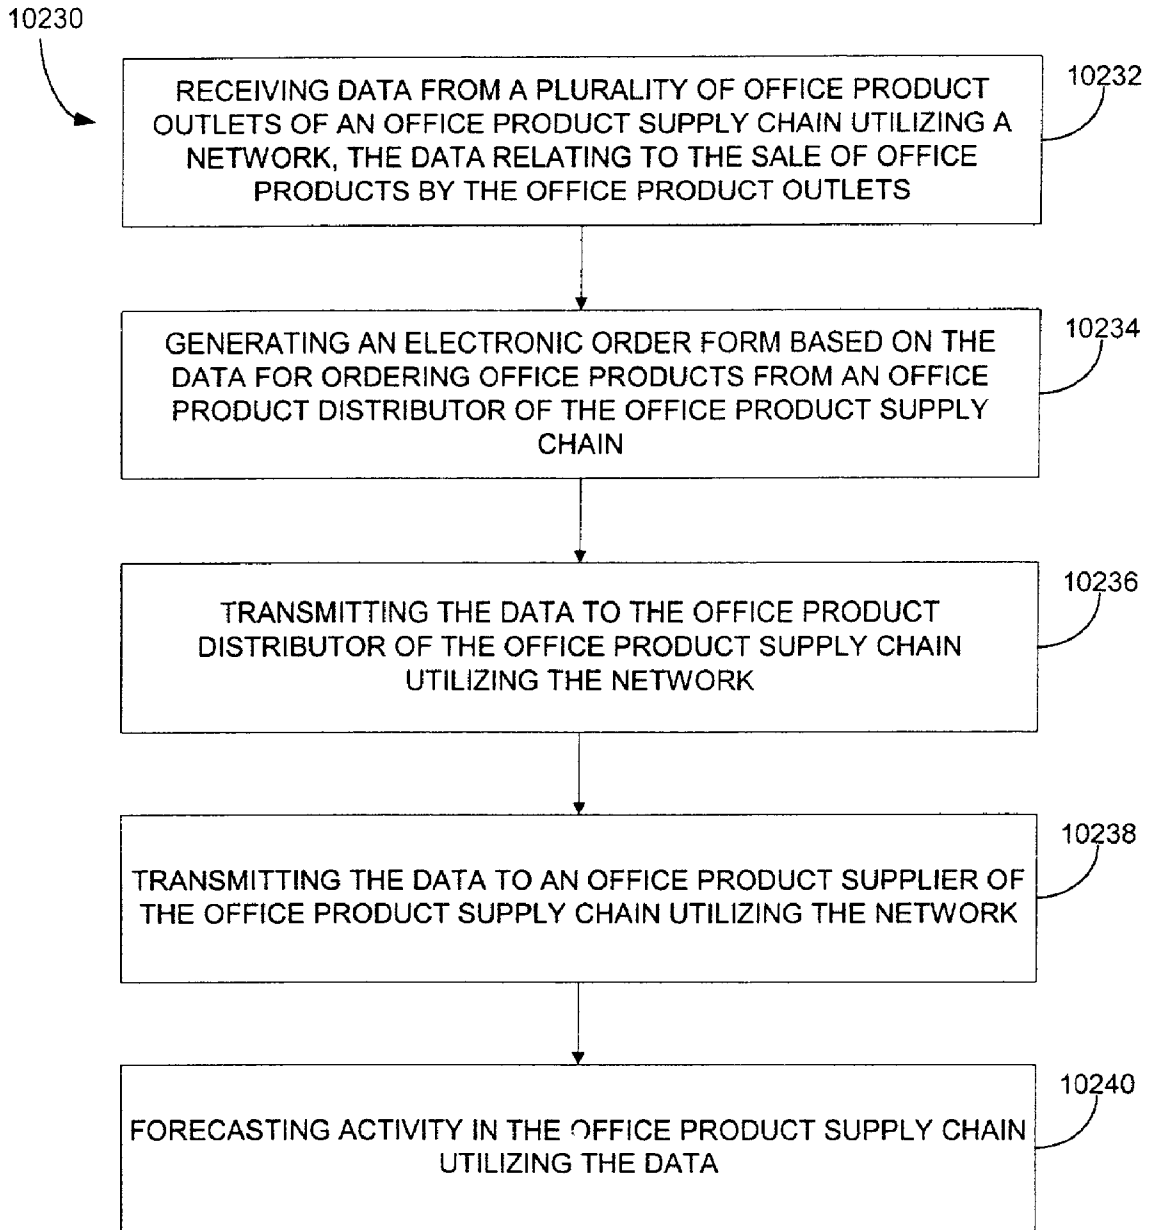 10230
RECEIVING DATA FROM A PLURALITY OF OFFICE PRODUCT
OUTLETS OF AN OFFICE PRODUCT SUPPLY CHAIN UTILIZING A
NETWORK, THE DATA RELATING TO THE SALE OF OFFICE
PRODUCTS BY THE OFFICE PRODUCT OUTLETS
10232
GENERATING AN ELECTRONIC ORDER FORM BASED ON THE
DATA FOR ORDERING OFFICE PRODUCTS FROM AN OFFICE
PRODUCT DISTRIBUTOR OF THE OFFICE PRODUCT SUPPLY
CHAIN
10234
TRANSMITTING THE DATA TO THE OFFICE PRODUCT
DISTRIBUTOR OF THE OFFICE PRODUCT SUPPLY CHAIN
UTILIZING THE NETWORK
10236
TRANSMITTING THE DATA TO AN OFFICE PRODUCT SUPPLIER OF
THE OFFICE PRODUCT SUPPLY CHAIN UTILIZING THE NETWORK
10238
FORECASTING ACTIVITY IN THE OFFICE PRODUCT SUPPLY CHAIN
UTILIZING THE DATA
10240